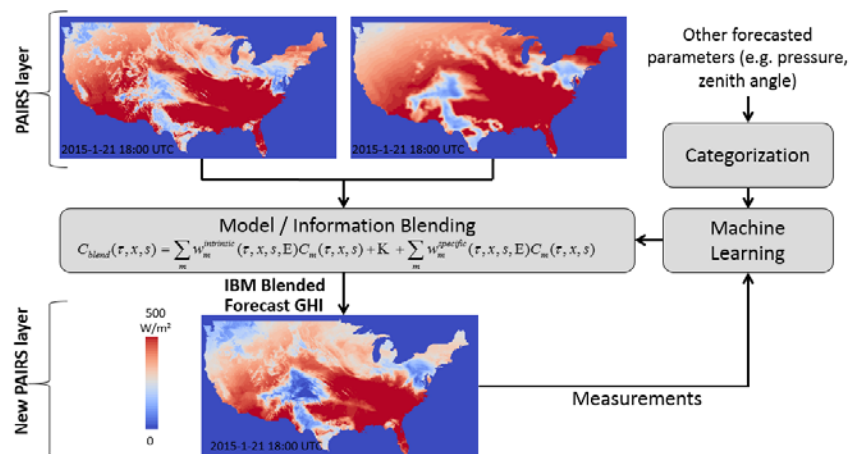 PAIRS layer
2015-1-21 18:00 UTC
2015-1-21 18:00 UTC
Other forecasted
parameters (e.g. pressure,
zenith angle)
Categorization
Machine
Learning
Model / Information Blending
C_blend(τ,x,s) = ∑_m w_m^intrinsic(τ,x,s,E)C_m(τ,x,s) + K + ∑_m w_m^specific(τ,x,s,E)C_m(τ,x,s)
IBM Blended
Forecast GHI
New PAIRS layer
500
W/m²
0
2015-1-21 18:00 UTC
Measurements